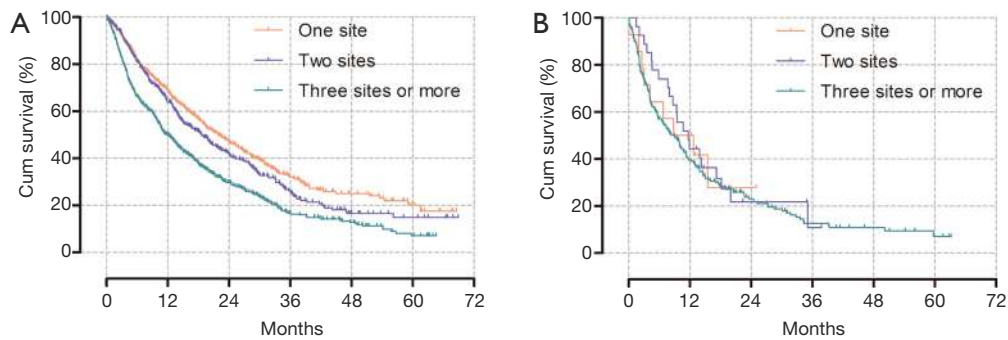 A
Cum survival (%)
100
80
60
40
20
0
One site
Two sites
Three sites or more
0 12 24 36 48 60 72
Months
B
Cum survival (%)
100
80
60
40
20
0
One site
Two sites
Three sites or more
0 12 24 36 48 60 72
Months